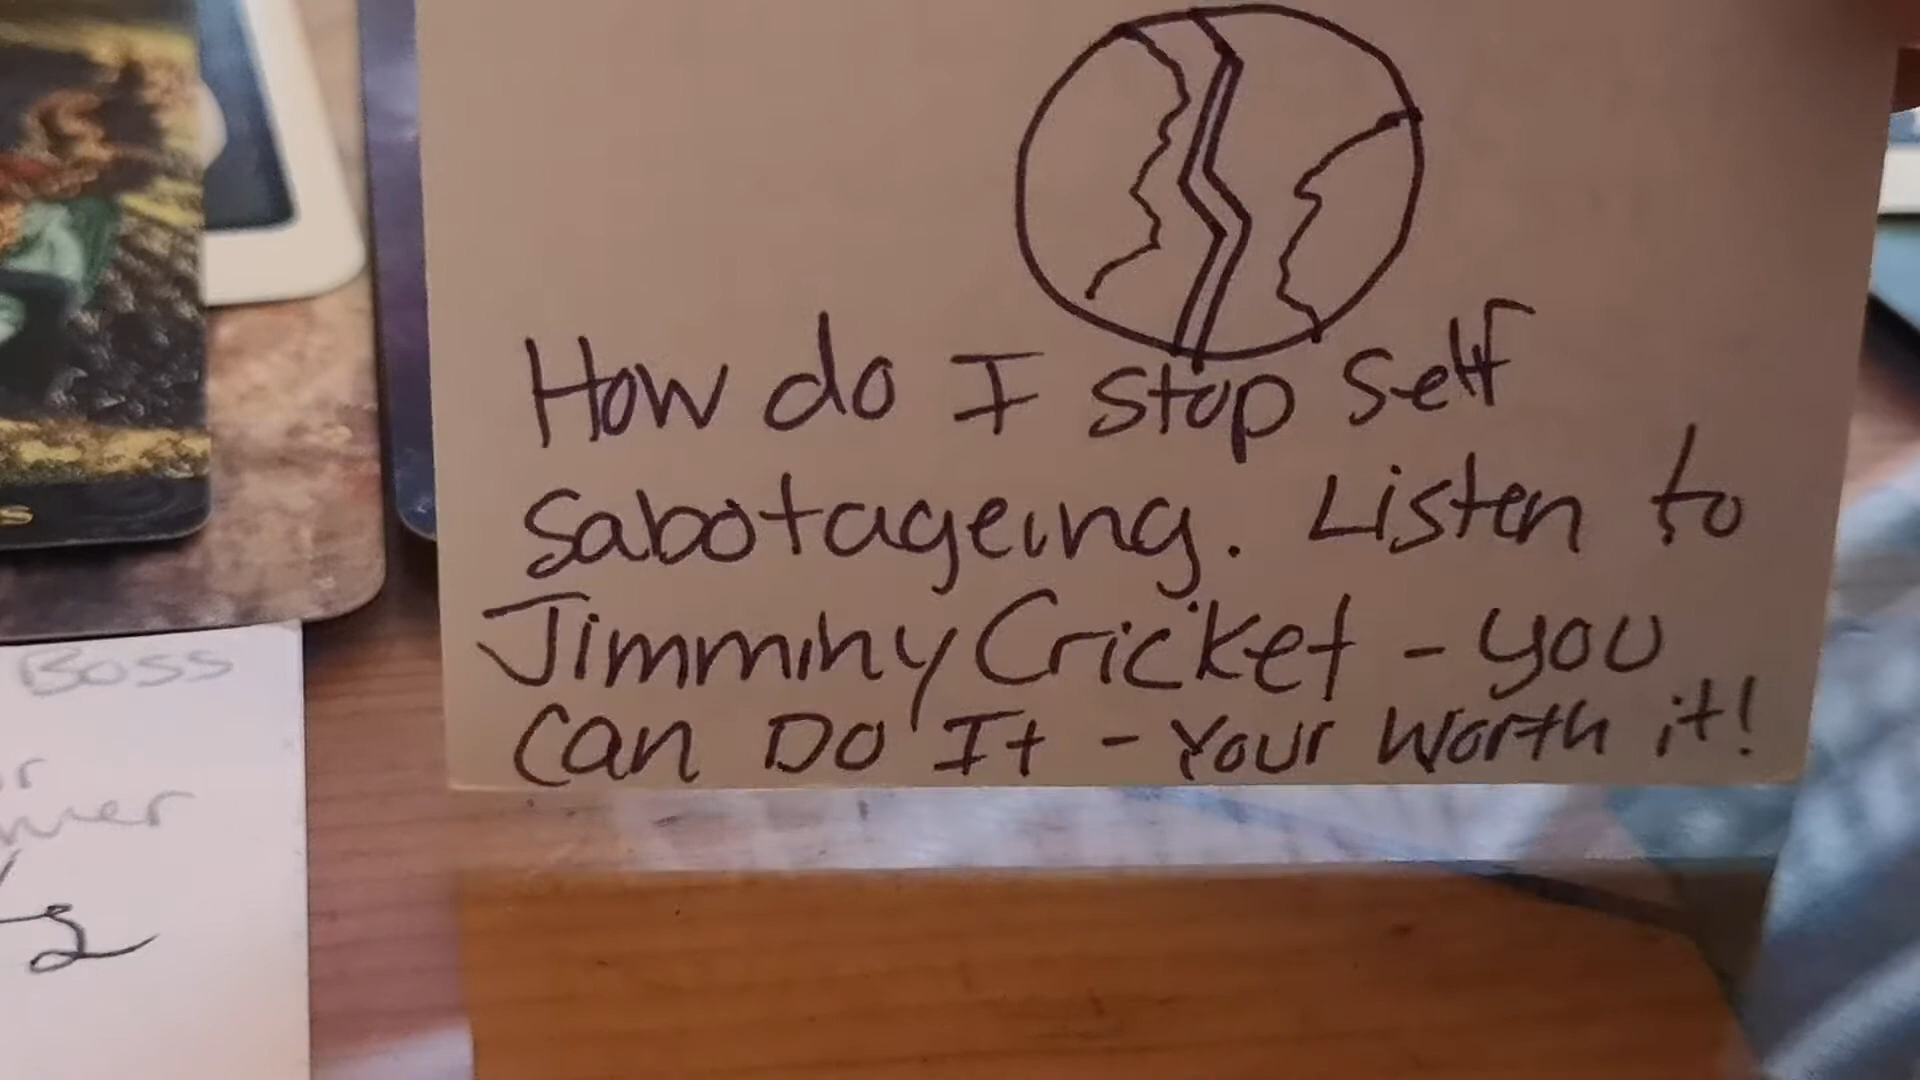 How do I stop self
sabotageing. Listen to
Jimminy Cricket - you
can Do It - Your worth it!
Boss